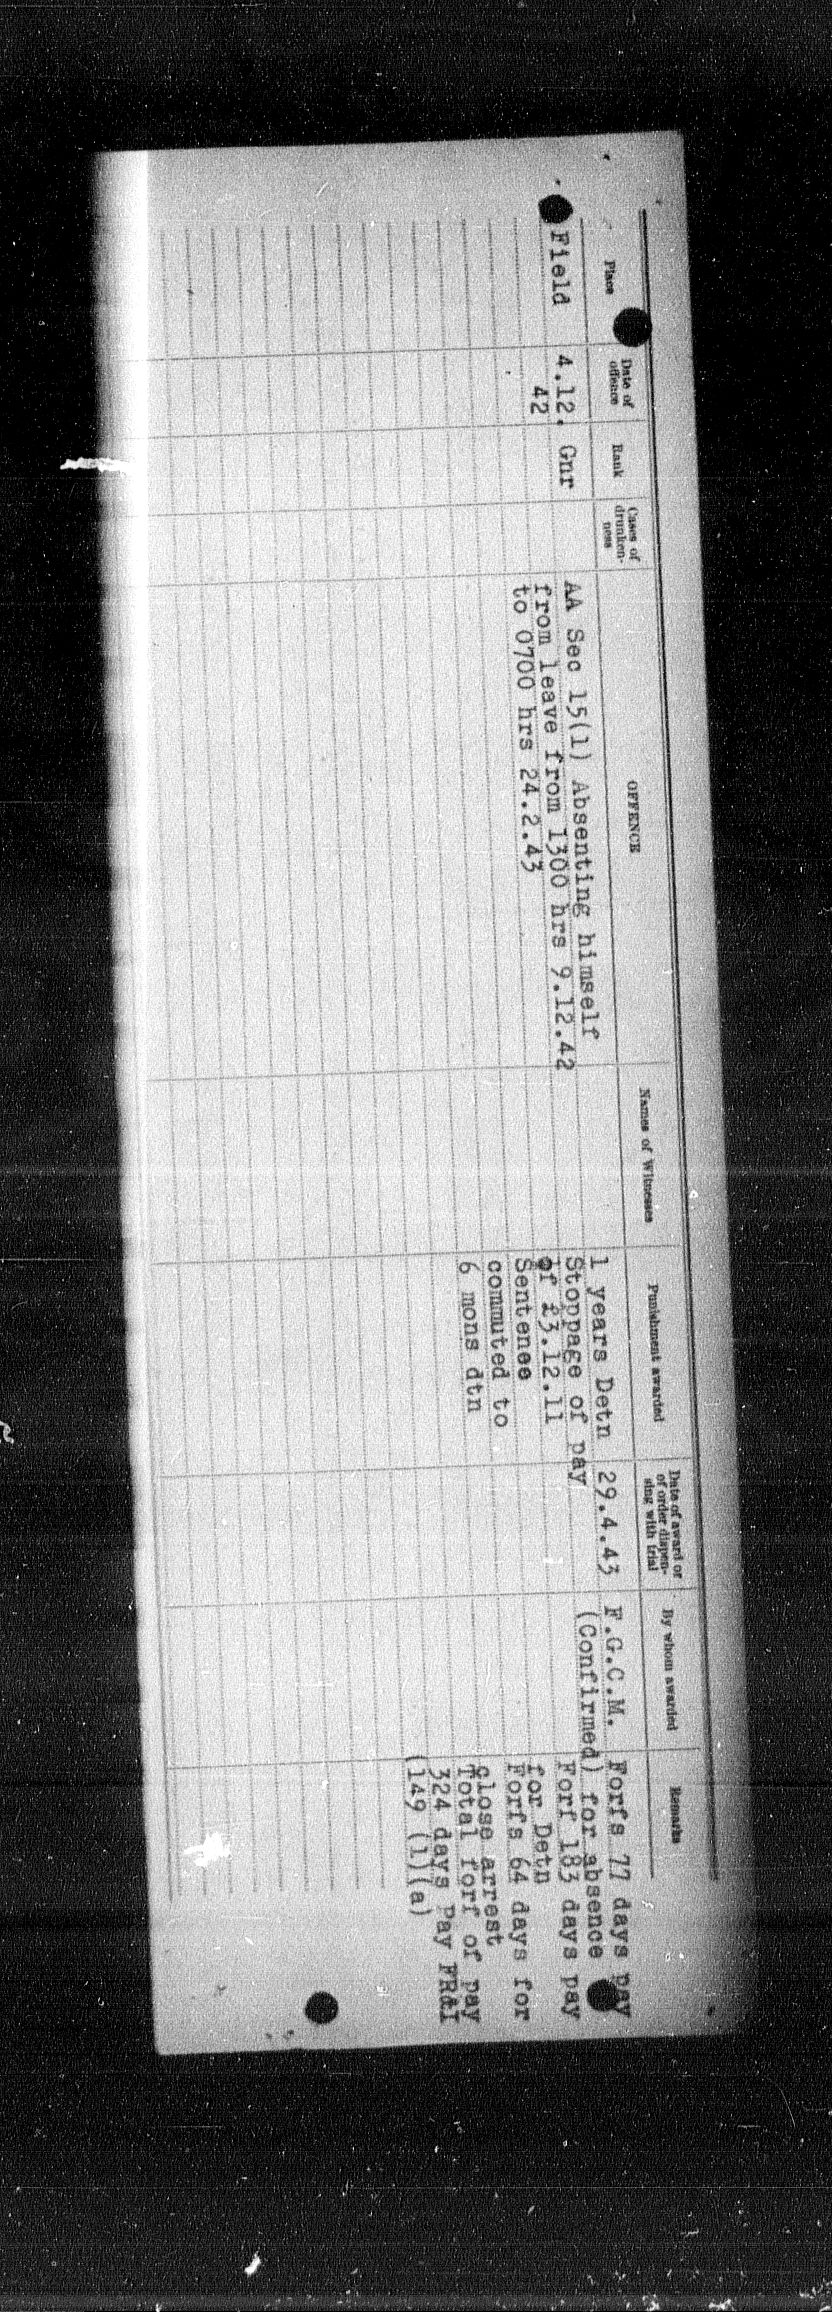 Place
Date of
offence
Rank
Cases of
drunken-
ness
OFFENCE
Names of Witnesses
Punishment awarded
Date of award or
of order dispen-
sing with trial
By whom awarded
Remarks
Field
4.12.
42
Gnr
AA Sec 15(1) Absenting himself
from leave from 1300 hrs 9.12.42
to 0700 hrs 24.2.43
1 years Detn
Stoppage of pay
of £3.12.11
Sentence
commuted to
6 mons dtn
29.4.43
F.G.C.M.
(Confirmed)
Forfs 77 days pay
for absence
Forf 183 days pay
for Detn
Forfs 64 days for
close arrest
Total forf of pay
324 days Pay FR&I
(149 (1)(a)